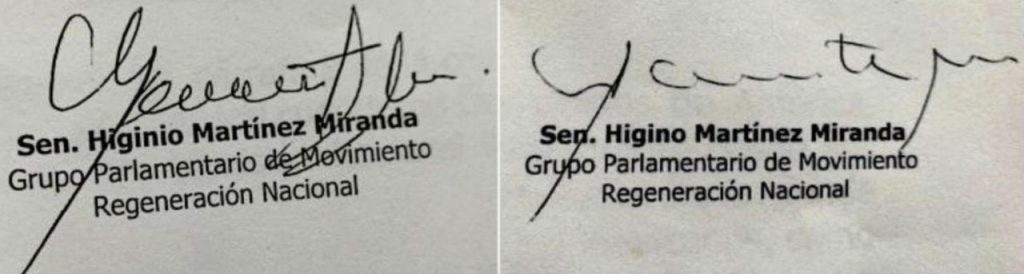 Sen. Higinio Martínez Miranda
Grupo Parlamentario de Movimiento
Regeneración Nacional
Sen. Higino Martínez Miranda
Grupo Parlamentario de Movimiento
Regeneración Nacional